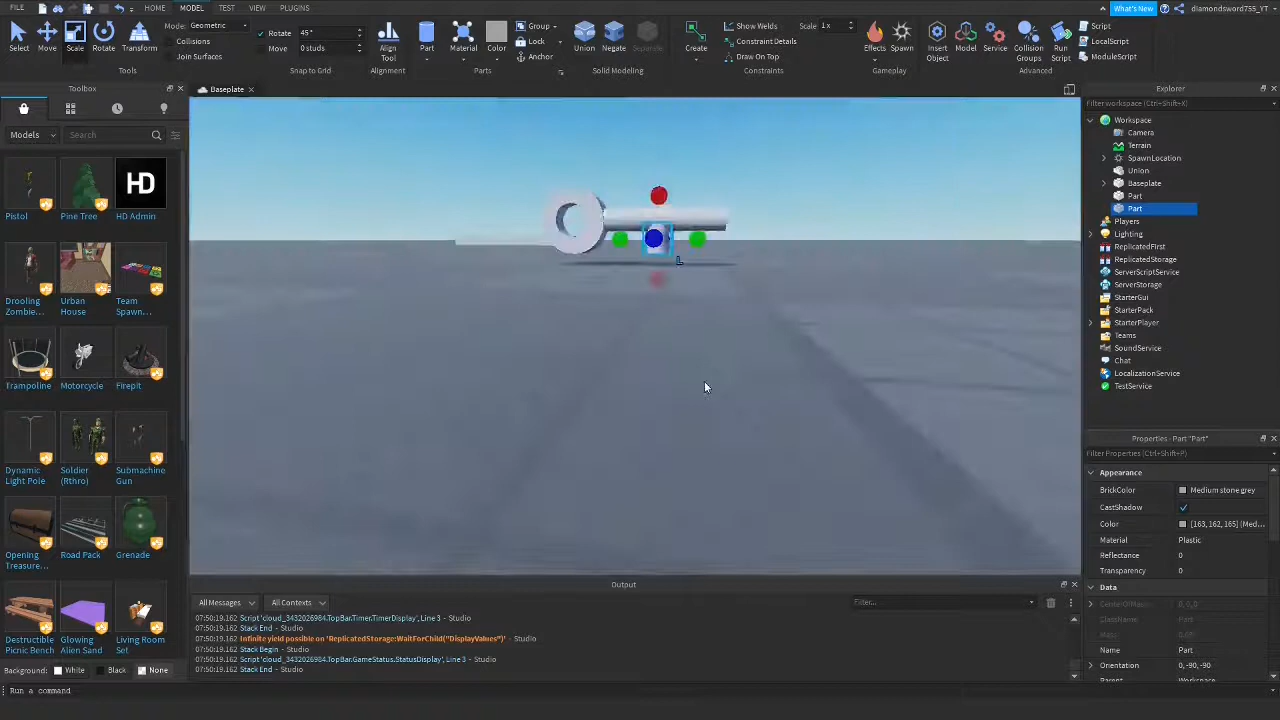 FILE HOME MODEL TEST VIEW PLUGINS What's New diamondsword755_YT
Select Move Scale Rotate Transform
Mode: Geometric
Collisions
Join Surfaces
Tools
Rotate 45°
Move 0 studs
Snap to Grid
Align Tool
Alignment
Part Material Color
Group
Lock
Anchor
Parts
Union Negate Separate
Solid Modeling
Create
Show Welds
Constraint Details
Draw On Top
Scale 1x
Constraints
Effects Spawn
Gameplay
Insert Object Model Service Collision Groups Run Script
Script
LocalScript
ModuleScript
Advanced
Toolbox
Models Search
Pistol Pine Tree HD Admin
HD
Drooling Zombie... Urban House Team Spawn...
Trampoline Motorcycle Firepit
Dynamic Light Pole Soldier (Rthro) Submachine Gun
Opening Treasure... Road Pack Grenade
Destructible Picnic Bench Glowing Alien Sand Living Room Set
Background: White Black None
Baseplate
L
Output
All Messages All Contexts Filter...
07:50:19.162 Script 'cloud_3432026984.TopBar.Timer.TimerDisplay', Line 3 - Studio
07:50:19.162 Stack End - Studio
07:50:19.162 Infinite yield possible on 'ReplicatedStorage:WaitForChild("DisplayValues")' - Studio
07:50:19.162 Stack Begin - Studio
07:50:19.162 Script 'cloud_3432026984.TopBar.GameStatus.StatusDisplay', Line 3 - Studio
07:50:19.162 Stack End - Studio
Run a command
Explorer
Filter workspace (Ctrl+Shift+X)
Workspace
Camera
Terrain
SpawnLocation
Union
Baseplate
Part
Part
Players
Lighting
ReplicatedFirst
ReplicatedStorage
ServerScriptService
ServerStorage
StarterGui
StarterPack
StarterPlayer
Teams
SoundService
Chat
LocalizationService
TestService
Properties - Part "Part"
Filter Properties (Ctrl+Shift+P)
Appearance
BrickColor Medium stone grey
CastShadow
Color [163, 162, 165] (Med...
Material Plastic
Reflectance 0
Transparency 0
Data
CenterOfMass 0, 0, 0
ClassName Part
Mass
Name Part
Orientation 0,-90,-90
Parent Workspace